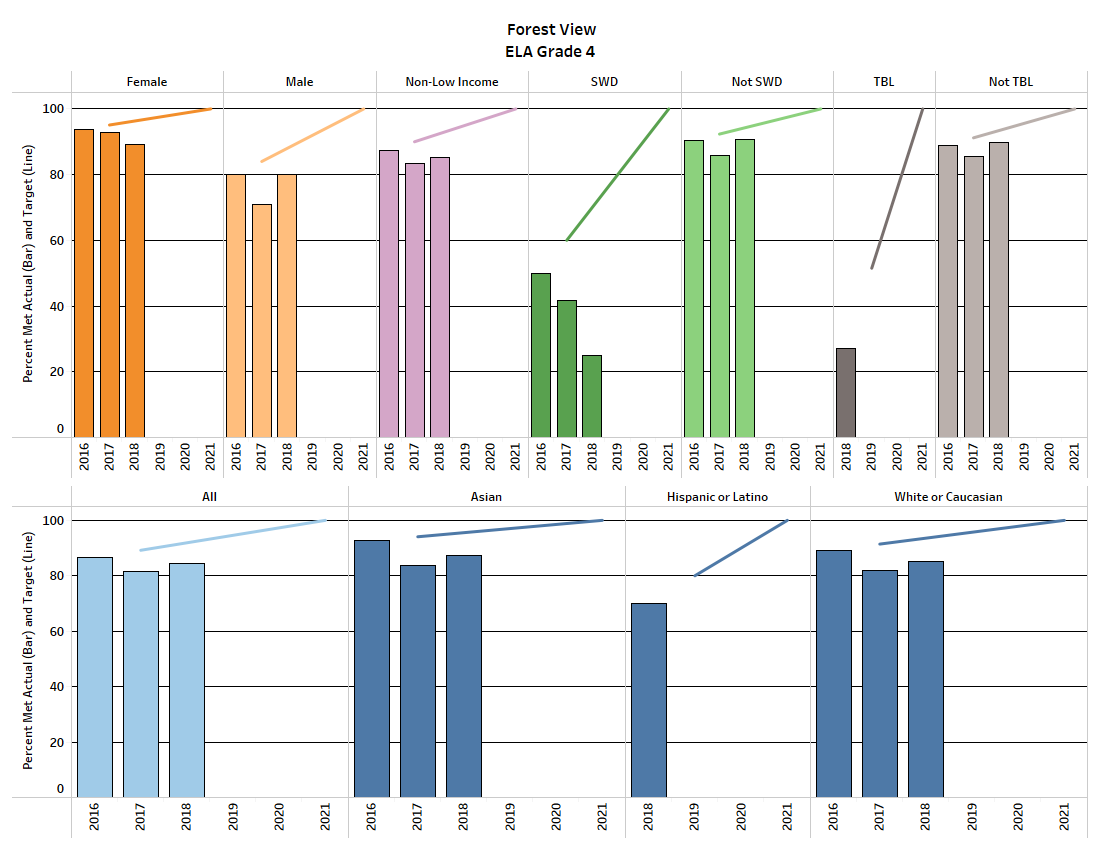 Forest View
ELA Grade 4
Female Male Non-Low Income SWD Not SWD TBL Not TBL
Percent Met Actual (Bar) and Target (Line)
100
80
60
40
20
0
2016 2017 2018 2019 2020 2021 2016 2017 2018 2019 2020 2021 2016 2017 2018 2019 2020 2021 2016 2017 2018 2019 2020 2021 2016 2017 2018 2019 2020 2021 2018 2019 2020 2021 2016 2017 2018 2019 2020 2021
All Asian Hispanic or Latino White or Caucasian
Percent Met Actual (Bar) and Target (Line)
100
80
60
40
20
0
2016 2017 2018 2019 2020 2021 2016 2017 2018 2019 2020 2021 2018 2019 2020 2021 2016 2017 2018 2019 2020 2021